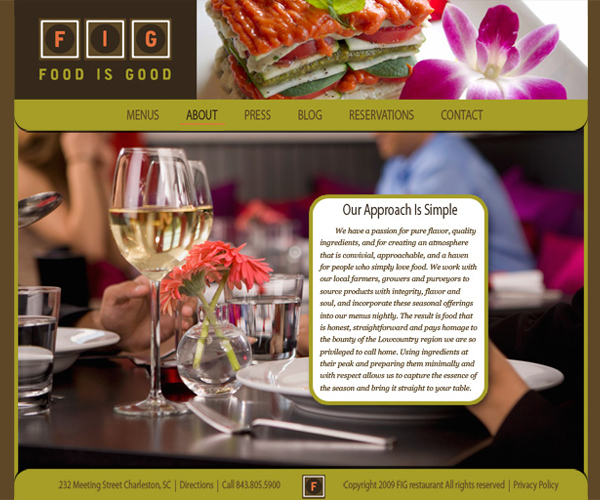 FIG
FOOD IS GOOD
MENUS ABOUT PRESS BLOG RESERVATIONS CONTACT
Our Approach Is Simple
We have a passion for pure flavor, quality
ingredients, and for creating an atmosphere
that is convivial, approachable, and a haven
for people who simply love food. We work with
our local farmers, growers and purveyors to
source products with integrity, flavor and
soul, and incorporate these seasonal offerings
into our menus nightly. The result is food that
is honest, straightforward and pays homage to
the bounty of the Lowcountry region we are so
privileged to call home. Using ingredients at
their peak and preparing them minimally and
with respect allows us to capture the essence of
the season and bring it straight to your table.
232 Meeting Street Charleston, SC | Directions | Call 843.805.5900
F
Copyright 2009 FIG restaurant All rights reserved | Privacy Policy